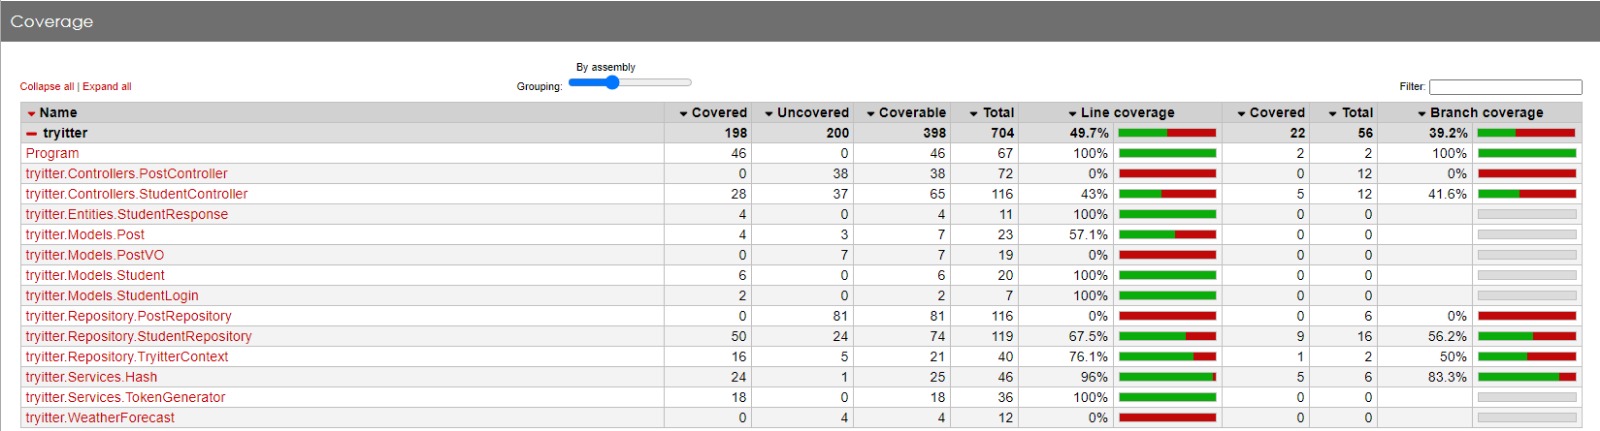 Coverage
By assembly
Collapse all | Expand all Grouping: Filter:
Name Covered Uncovered Coverable Total Line coverage Covered Total Branch coverage
tryitter 198 200 398 704 49.7% 22 56 39.2%
Program 46 0 46 67 100% 2 2 100%
tryitter.Controllers.PostController 0 38 38 72 0% 0 12 0%
tryitter.Controllers.StudentController 28 37 65 116 43% 5 12 41.6%
tryitter.Entities.StudentResponse 4 0 4 11 100% 0 0
tryitter.Models.Post 4 3 7 23 57.1% 0 0
tryitter.Models.PostVO 0 7 7 19 0% 0 0
tryitter.Models.Student 6 0 6 20 100% 0 0
tryitter.Models.StudentLogin 2 0 2 7 100% 0 0
tryitter.Repository.PostRepository 0 81 81 116 0% 0 6 0%
tryitter.Repository.StudentRepository 50 24 74 119 67.5% 9 16 56.2%
tryitter.Repository.TryitterContext 16 5 21 40 76.1% 1 2 50%
tryitter.Services.Hash 24 1 25 46 96% 5 6 83.3%
tryitter.Services.TokenGenerator 18 0 18 36 100% 0 0
tryitter.WeatherForecast 0 4 4 12 0% 0 0